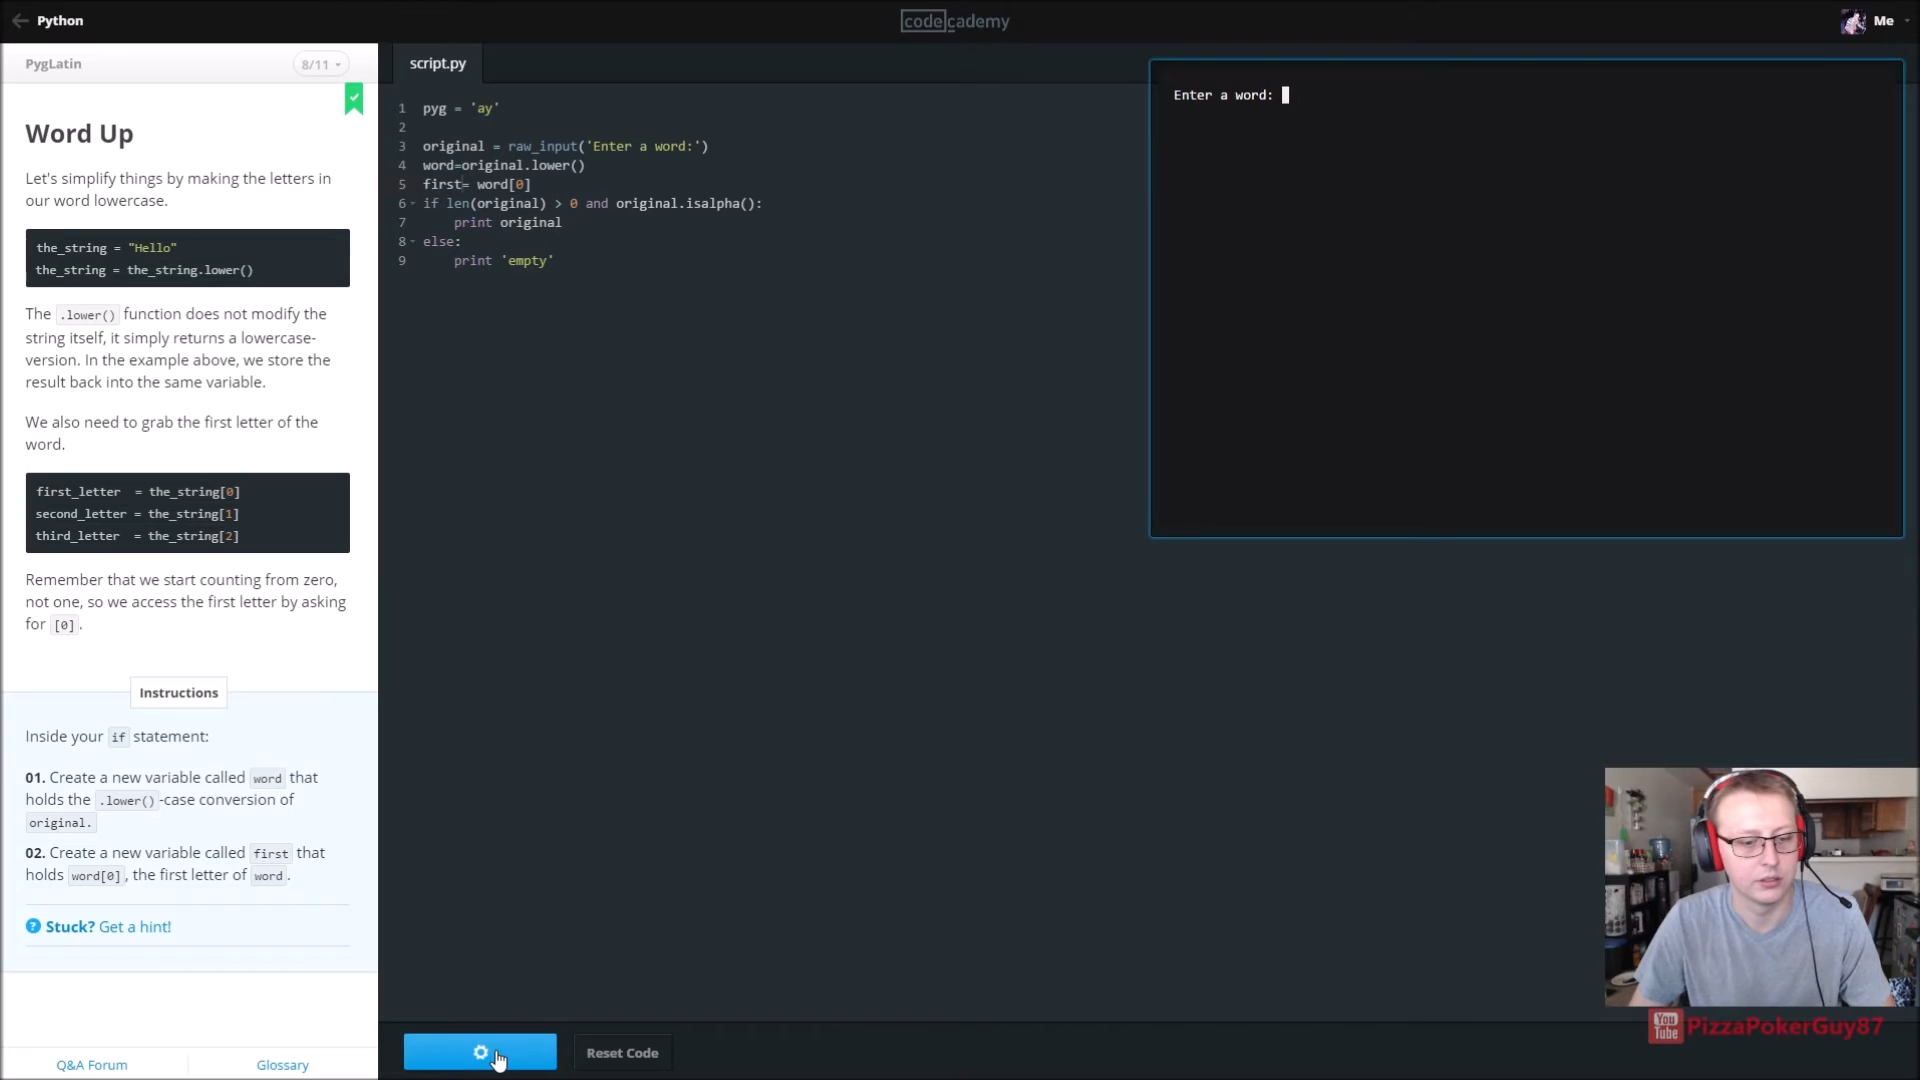 Python
codecademy
Me
PygLatin
8/11
script.py
Word Up
Let's simplify things by making the letters in
our word lowercase.
the_string = "Hello"
the_string = the_string.lower()
The .lower() function does not modify the
string itself, it simply returns a lowercase-
version. In the example above, we store the
result back into the same variable.
We also need to grab the first letter of the
word.
first_letter = the_string[0]
second_letter = the_string[1]
third_letter = the_string[2]
Remember that we start counting from zero,
not one, so we access the first letter by asking
for [0].
Instructions
Inside your if statement:
01. Create a new variable called word that
holds the .lower()-case conversion of
original.
02. Create a new variable called first that
holds word[0], the first letter of word.
Stuck? Get a hint!
Q&A Forum
Glossary
1 pyg = 'ay'
2
3 original = raw_input('Enter a word:')
4 word=original.lower()
5 first= word[0]
6 if len(original) > 0 and original.isalpha():
7 print original
8 else:
9 print 'empty'
Reset Code
Enter a word:
You Tube PizzaPokerGuy87